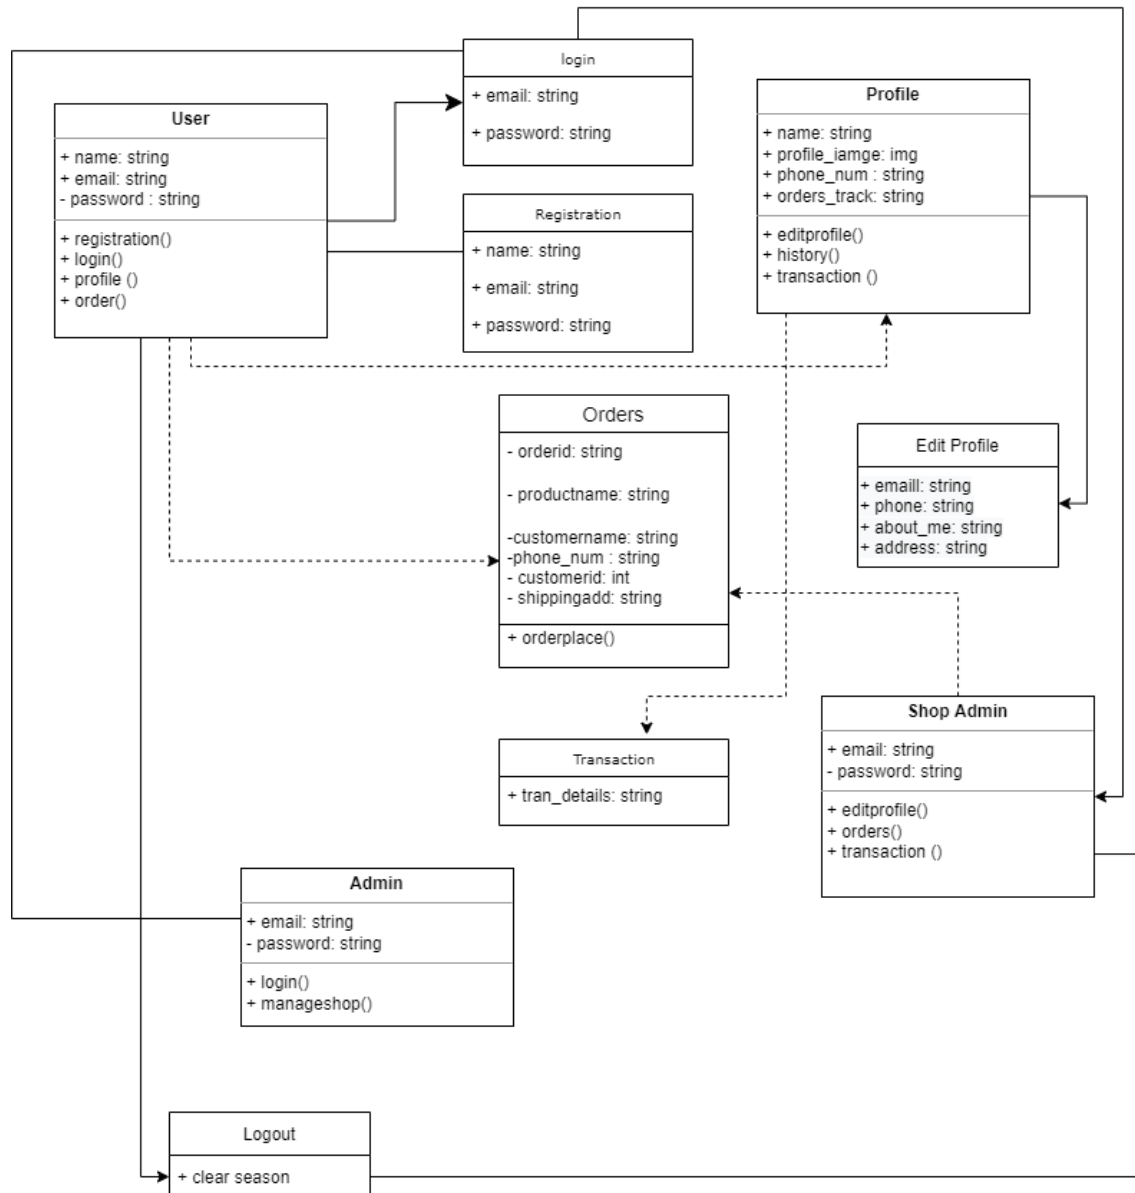 login
+ email: string
+ password: string
User
+ name: string
+ email: string
- password : string
+ registration()
+ login()
+ profile ()
+ order()
Registration
+ name: string
+ email: string
+ password: string
Profile
+ name: string
+ profile_iamge: img
+ phone_num : string
+ orders_track: string
+ editprofile()
+ history()
+ transaction ()
Orders
- orderid: string
- productname: string
-customername: string
-phone_num : string
- customerid: int
- shippingadd: string
+ orderplace()
Edit Profile
+ emaill: string
+ phone: string
+ about_me: string
+ address: string
Transaction
+ tran_details: string
Shop Admin
+ email: string
- password: string
+ editprofile()
+ orders()
+ transaction ()
Admin
+ email: string
- password: string
+ login()
+ manageshop()
Logout
+ clear season